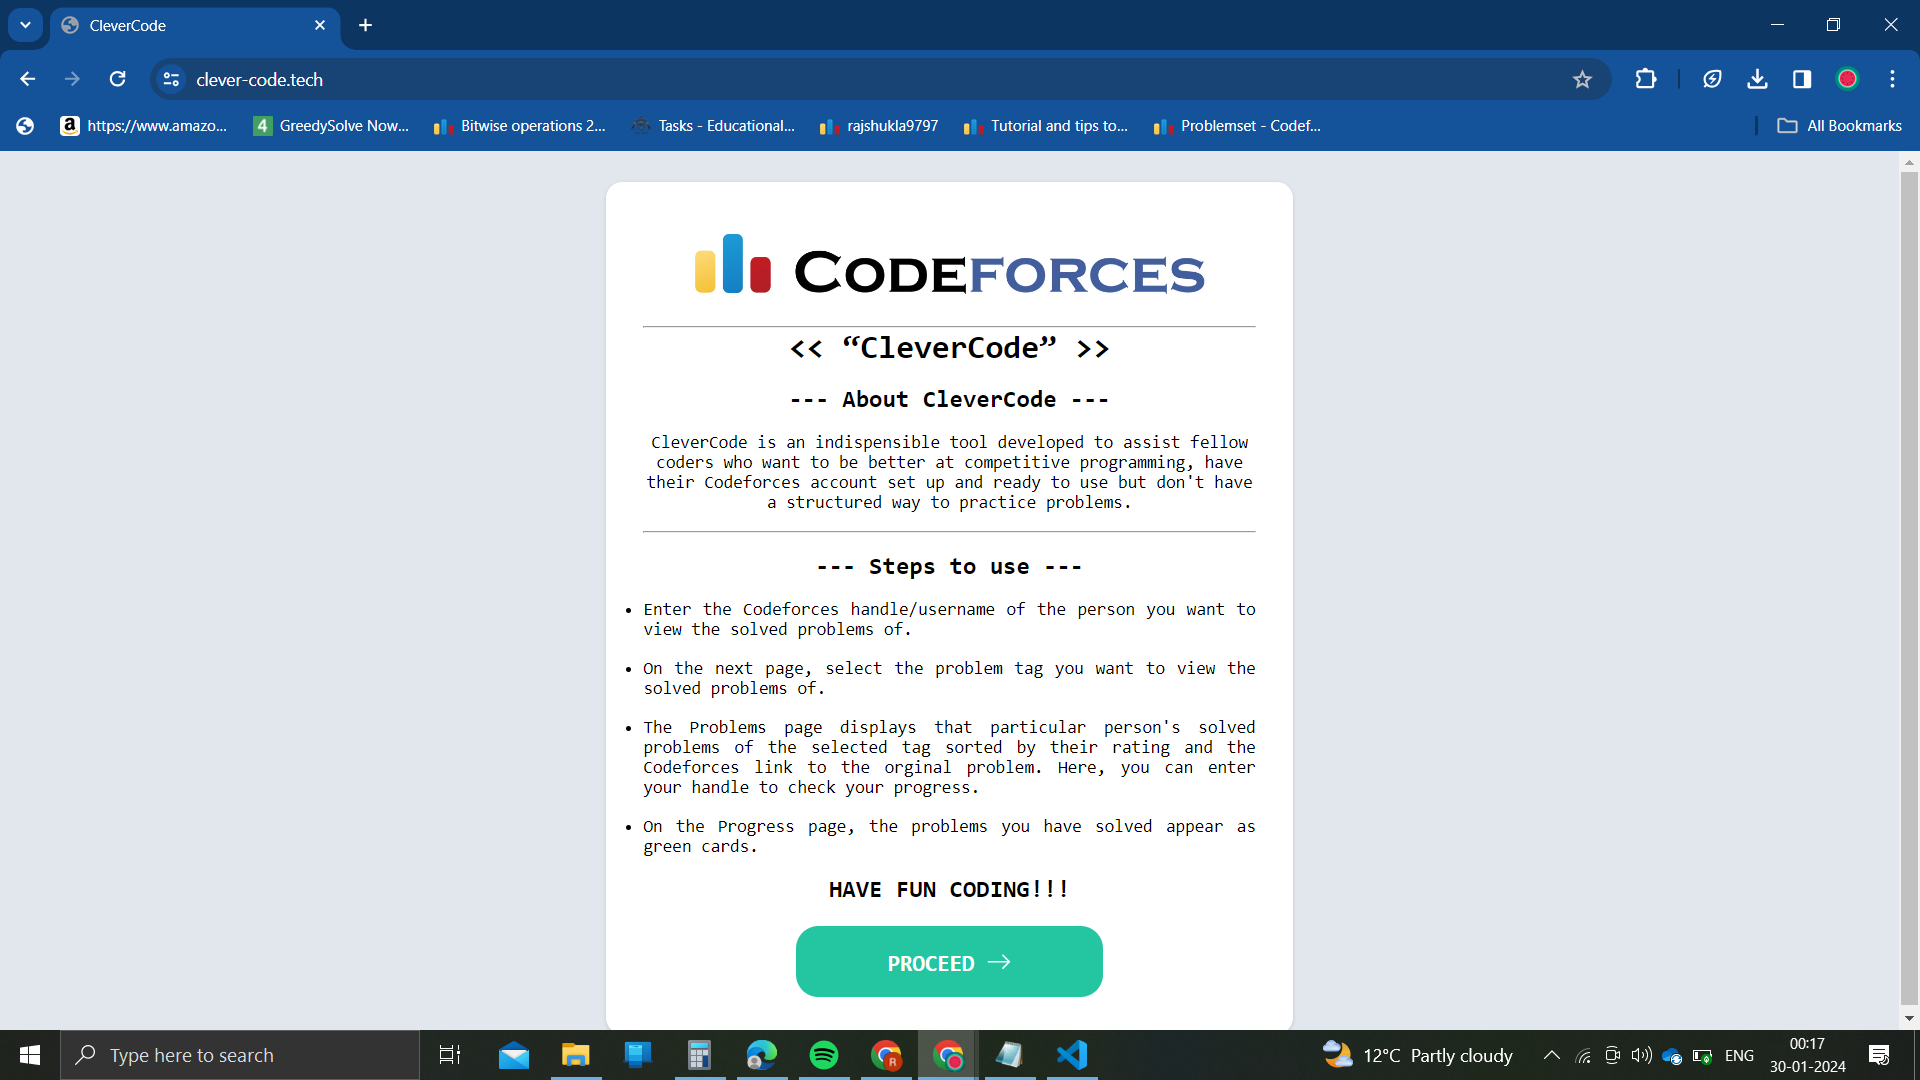 CleverCode
clever-code.tech
https://www.amazo...
4 GreedySolve Now...
Bitwise operations 2...
Tasks - Educational...
rajshukla9797
Tutorial and tips to...
Problemset - Codef...
All Bookmarks
CODEFORCES
<< “CleverCode” >>
--- About CleverCode ---
CleverCode is an indispensible tool developed to assist fellow
coders who want to be better at competitive programming, have
their Codeforces account set up and ready to use but don't have
a structured way to practice problems.
--- Steps to use ---
• Enter the Codeforces handle/username of the person you want to
view the solved problems of.
• On the next page, select the problem tag you want to view the
solved problems of.
• The Problems page displays that particular person's solved
problems of the selected tag sorted by their rating and the
Codeforces link to the orginal problem. Here, you can enter
your handle to check your progress.
• On the Progress page, the problems you have solved appear as
green cards.
HAVE FUN CODING!!!
PROCEED →
Type here to search
R
12°C Partly cloudy
ENG
00:17
30-01-2024